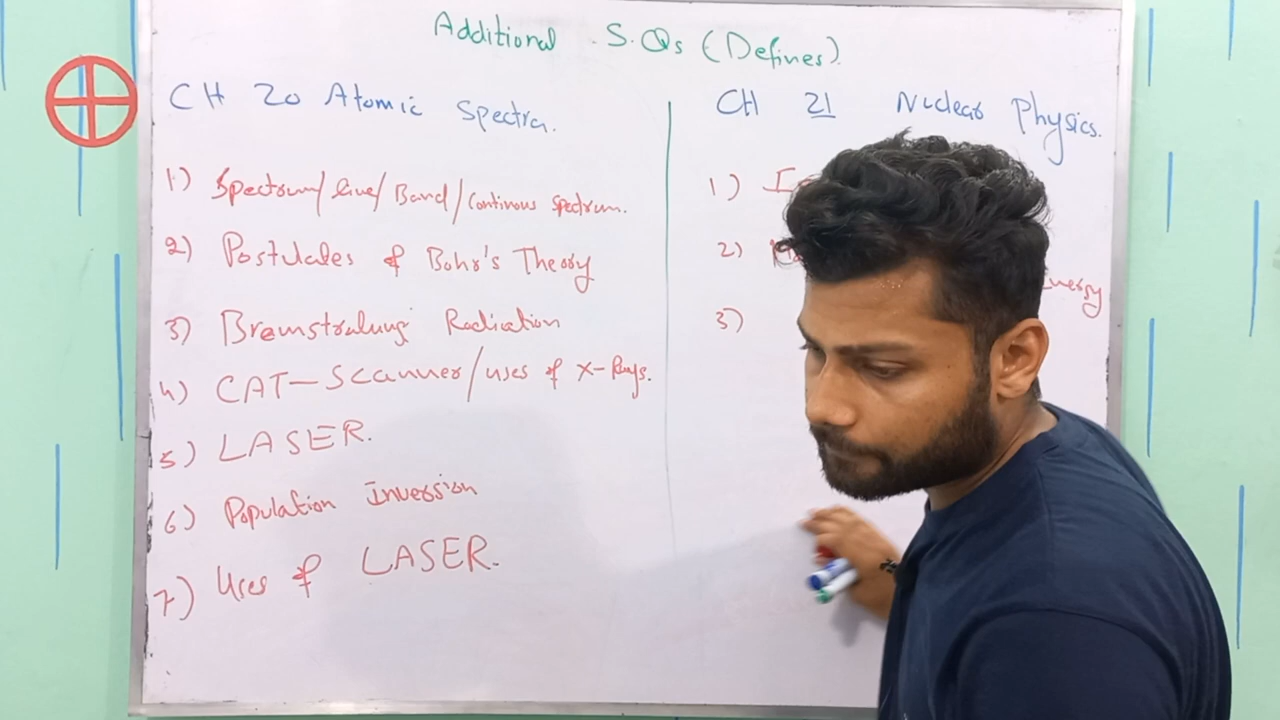 Additional S.Qs (Defines).
CH 20 Atomic Spectra.
1) Spectrum/line/Band/Continous Spectrum.
2) Postulates of Bohr's Theory
3) Bremstralung Radiation
4) CAT-Scanner/uses of X-Rays.
5) LASER.
6) Population Inversion
7) Uses of LASER.
CH 21 Nuclear Physics.
1)
2)
Energy
3)